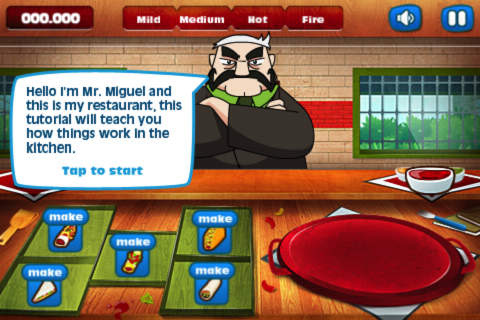 000.000 Mild Medium Hot Fire
Hello I'm Mr. Miguel and
this is my restaurant, this
tutorial will teach you
how things work in the
kitchen.
Tap to start
make make
make
make make